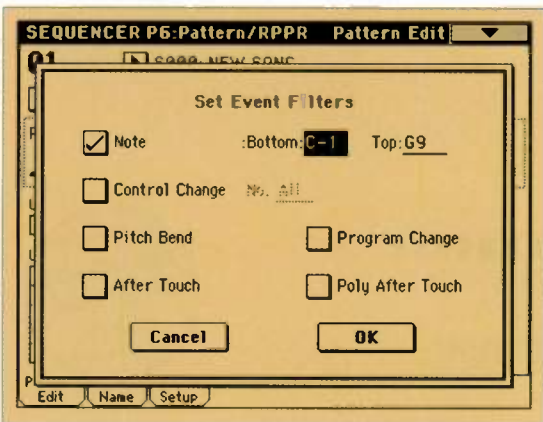 SEQUENCER P6:Pattern/RPPR Pattern Edit
01 S000: NEW SONG
Set Event Filters
Note :Bottom:C-1 Top:G9
Control Change No. All
Pitch Bend Program Change
After Touch Poly After Touch
Cancel OK
Edit Name Setup